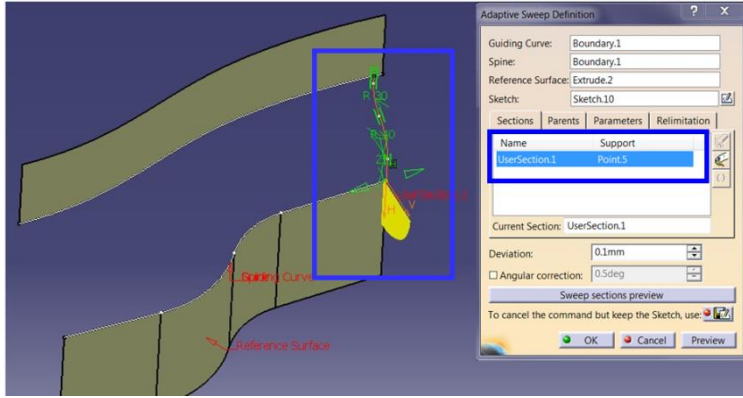 Adaptive Sweep Definition
? X
Guiding Curve: Boundary.1
Spine: Boundary.1
Reference Surface: Extrude.2
Sketch: Sketch.10
Sections Parents Parameters Relimitation
Name Support
UserSection.1 Point.5
Current Section: UserSection.1
Deviation: 0.1mm
Angular correction: 0.5deg
Sweep sections preview
To cancel the command but keep the Sketch, use:
OK Cancel Preview
R 30
H
V
Guiding Curve
Reference Surface